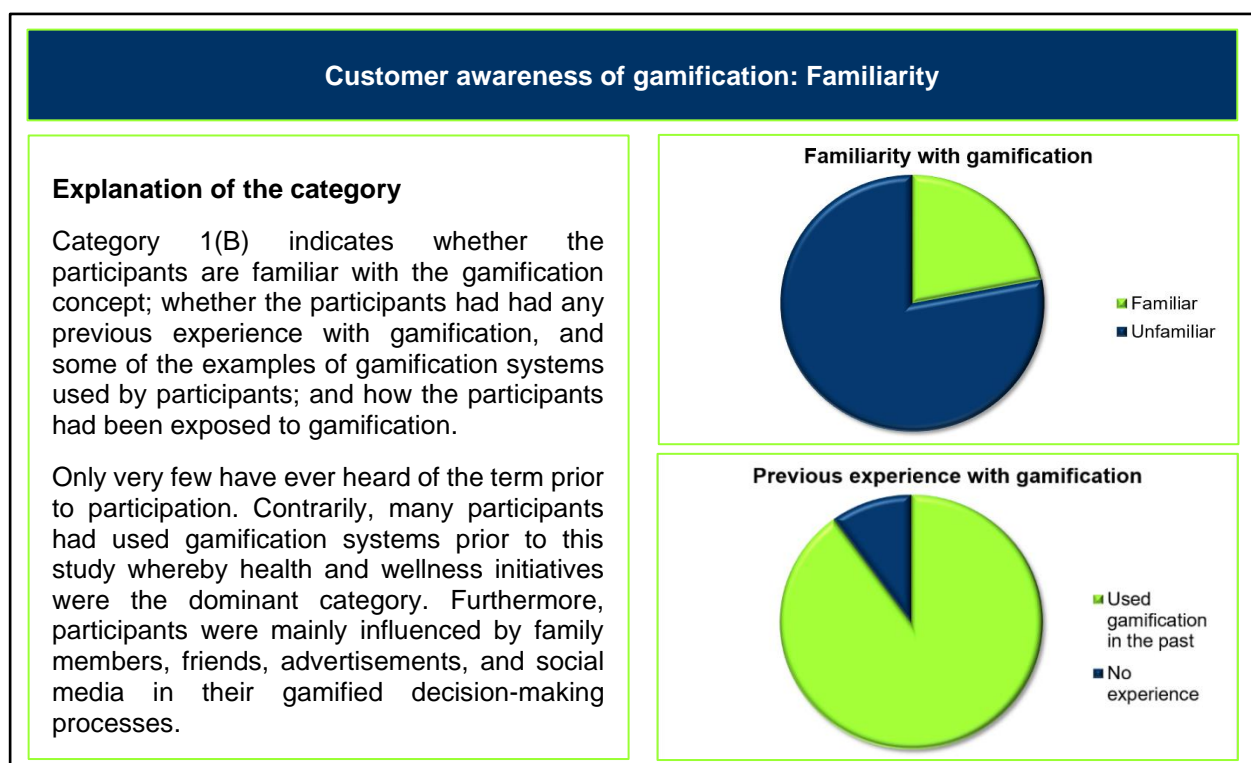 Customer awareness of gamification: Familiarity
Explanation of the category
Category 1(B) indicates whether the
participants are familiar with the gamification
concept; whether the participants had had any
previous experience with gamification, and
some of the examples of gamification systems
used by participants; and how the participants
had been exposed to gamification.
Only very few have ever heard of the term prior
to participation. Contrarily, many participants
had used gamification systems prior to this
study whereby health and wellness initiatives
were the dominant category. Furthermore,
participants were mainly influenced by family
members, friends, advertisements, and social
media in their gamified decision-making
processes.
Familiarity with gamification
Familiar
Unfamiliar
Previous experience with gamification
Used
gamification
in the past
No
experience